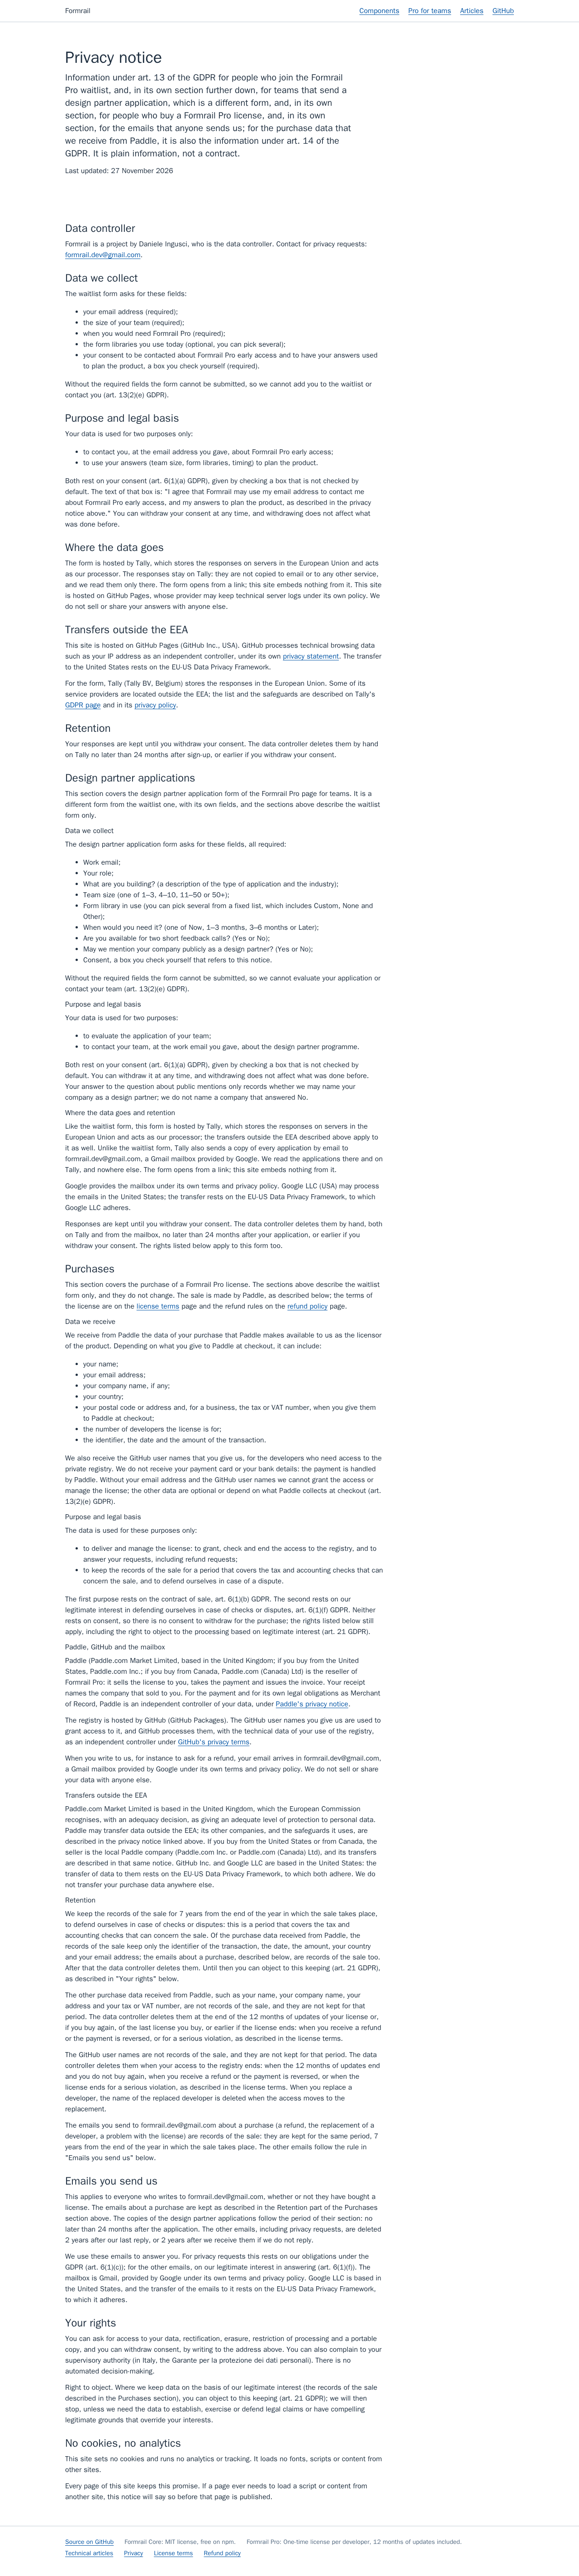 Formrail
Components Pro for teams Articles GitHub
Privacy notice
Information under art. 13 of the GDPR for people who join the Formrail
Pro waitlist, and, in its own section further down, for teams that send a
design partner application, which is a different form, and, in its own
section, for people who buy a Formrail Pro license, and, in its own
section, for the emails that anyone sends us; for the purchase data that
we receive from Paddle, it is also the information under art. 14 of the
GDPR. It is plain information, not a contract.
Last updated: 27 November 2026
Data controller
Formrail is a project by Daniele Ingusci, who is the data controller. Contact for privacy requests:
formrail.dev@gmail.com.
Data we collect
The waitlist form asks for these fields:
• your email address (required);
• the size of your team (required);
• when you would need Formrail Pro (required);
• the form libraries you use today (optional, you can pick several);
• your consent to be contacted about Formrail Pro early access and to have your answers used
to plan the product, a box you check yourself (required).
Without the required fields the form cannot be submitted, so we cannot add you to the waitlist or
contact you (art. 13(2)(e) GDPR).
Purpose and legal basis
Your data is used for two purposes only:
• to contact you, at the email address you gave, about Formrail Pro early access;
• to use your answers (team size, form libraries, timing) to plan the product.
Both rest on your consent (art. 6(1)(a) GDPR), given by checking a box that is not checked by
default. The text of that box is: "I agree that Formrail may use my email address to contact me
about Formrail Pro early access, and my answers to plan the product, as described in the privacy
notice above." You can withdraw your consent at any time, and withdrawing does not affect what
was done before.
Where the data goes
The form is hosted by Tally, which stores the responses on servers in the European Union and acts
as our processor. The responses stay on Tally: they are not copied to email or to any other service,
and we read them only there. The form opens from a link; this site embeds nothing from it. This site
is hosted on GitHub Pages, whose provider may keep technical server logs under its own policy. We
do not sell or share your answers with anyone else.
Transfers outside the EEA
This site is hosted on GitHub Pages (GitHub Inc., USA). GitHub processes technical browsing data
such as your IP address as an independent controller, under its own privacy statement. The transfer
to the United States rests on the EU-US Data Privacy Framework.
For the form, Tally (Tally BV, Belgium) stores the responses in the European Union. Some of its
service providers are located outside the EEA; the list and the safeguards are described on Tally's
GDPR page and in its privacy policy.
Retention
Your responses are kept until you withdraw your consent. The data controller deletes them by hand
on Tally no later than 24 months after sign-up, or earlier if you withdraw your consent.
Design partner applications
This section covers the design partner application form of the Formrail Pro page for teams. It is a
different form from the waitlist one, with its own fields, and the sections above describe the waitlist
form only.
Data we collect
The design partner application form asks for these fields, all required:
• Work email;
• Your role;
• What are you building? (a description of the type of application and the industry);
• Team size (one of 1–3, 4–10, 11–50 or 50+);
• Form library in use (you can pick several from a fixed list, which includes Custom, None and
Other);
• When would you need it? (one of Now, 1–3 months, 3–6 months or Later);
• Are you available for two short feedback calls? (Yes or No);
• May we mention your company publicly as a design partner? (Yes or No);
• Consent, a box you check yourself that refers to this notice.
Without the required fields the form cannot be submitted, so we cannot evaluate your application or
contact your team (art. 13(2)(e) GDPR).
Purpose and legal basis
Your data is used for two purposes:
• to evaluate the application of your team;
• to contact your team, at the work email you gave, about the design partner programme.
Both rest on your consent (art. 6(1)(a) GDPR), given by checking a box that is not checked by
default. You can withdraw it at any time, and withdrawing does not affect what was done before.
Your answer to the question about public mentions only records whether we may name your
company as a design partner; we do not name a company that answered No.
Where the data goes and retention
Like the waitlist form, this form is hosted by Tally, which stores the responses on servers in the
European Union and acts as our processor; the transfers outside the EEA described above apply to
it as well. Unlike the waitlist form, Tally also sends a copy of every application by email to
formrail.dev@gmail.com, a Gmail mailbox provided by Google. We read the applications there and on
Tally, and nowhere else. The form opens from a link; this site embeds nothing from it.
Google provides the mailbox under its own terms and privacy policy. Google LLC (USA) may process
the emails in the United States; the transfer rests on the EU-US Data Privacy Framework, to which
Google LLC adheres.
Responses are kept until you withdraw your consent. The data controller deletes them by hand, both
on Tally and from the mailbox, no later than 24 months after your application, or earlier if you
withdraw your consent. The rights listed below apply to this form too.
Purchases
This section covers the purchase of a Formrail Pro license. The sections above describe the waitlist
form only, and they do not change. The sale is made by Paddle, as described below; the terms of
the license are on the license terms page and the refund rules on the refund policy page.
Data we receive
We receive from Paddle the data of your purchase that Paddle makes available to us as the licensor
of the product. Depending on what you give to Paddle at checkout, it can include:
• your name;
• your email address;
• your company name, if any;
• your country;
• your postal code or address and, for a business, the tax or VAT number, when you give them
to Paddle at checkout;
• the number of developers the license is for;
• the identifier, the date and the amount of the transaction.
We also receive the GitHub user names that you give us, for the developers who need access to the
private registry. We do not receive your payment card or your bank details: the payment is handled
by Paddle. Without your email address and the GitHub user names we cannot grant the access or
manage the license; the other data are optional or depend on what Paddle collects at checkout (art.
13(2)(e) GDPR).
Purpose and legal basis
The data is used for these purposes only:
• to deliver and manage the license: to grant, check and end the access to the registry, and to
answer your requests, including refund requests;
• to keep the records of the sale for a period that covers the tax and accounting checks that can
concern the sale, and to defend ourselves in case of a dispute.
The first purpose rests on the contract of sale, art. 6(1)(b) GDPR. The second rests on our
legitimate interest in defending ourselves in case of checks or disputes, art. 6(1)(f) GDPR. Neither
rests on consent, so there is no consent to withdraw for the purchase; the rights listed below still
apply, including the right to object to the processing based on legitimate interest (art. 21 GDPR).
Paddle, GitHub and the mailbox
Paddle (Paddle.com Market Limited, based in the United Kingdom; if you buy from the United
States, Paddle.com Inc.; if you buy from Canada, Paddle.com (Canada) Ltd) is the reseller of
Formrail Pro: it sells the license to you, takes the payment and issues the invoice. Your receipt
names the company that sold to you. For the payment and for its own legal obligations as Merchant
of Record, Paddle is an independent controller of your data, under Paddle's privacy notice.
The registry is hosted by GitHub (GitHub Packages). The GitHub user names you give us are used to
grant access to it, and GitHub processes them, with the technical data of your use of the registry,
as an independent controller under GitHub's privacy terms.
When you write to us, for instance to ask for a refund, your email arrives in formrail.dev@gmail.com,
a Gmail mailbox provided by Google under its own terms and privacy policy. We do not sell or share
your data with anyone else.
Transfers outside the EEA
Paddle.com Market Limited is based in the United Kingdom, which the European Commission
recognises, with an adequacy decision, as giving an adequate level of protection to personal data.
Paddle may transfer data outside the EEA; its other companies, and the safeguards it uses, are
described in the privacy notice linked above. If you buy from the United States or from Canada, the
seller is the local Paddle company (Paddle.com Inc. or Paddle.com (Canada) Ltd), and its transfers
are described in that same notice. GitHub Inc. and Google LLC are based in the United States: the
transfer of data to them rests on the EU-US Data Privacy Framework, to which both adhere. We do
not transfer your purchase data anywhere else.
Retention
We keep the records of the sale for 7 years from the end of the year in which the sale takes place,
to defend ourselves in case of checks or disputes: this is a period that covers the tax and
accounting checks that can concern the sale. Of the purchase data received from Paddle, the
records of the sale keep only the identifier of the transaction, the date, the amount, your country
and your email address; the emails about a purchase, described below, are records of the sale too.
After that the data controller deletes them. Until then you can object to this keeping (art. 21 GDPR),
as described in "Your rights" below.
The other purchase data received from Paddle, such as your name, your company name, your
address and your tax or VAT number, are not records of the sale, and they are not kept for that
period. The data controller deletes them at the end of the 12 months of updates of your license or,
if you buy again, of the last license you buy, or earlier if the license ends: when you receive a refund
or the payment is reversed, or for a serious violation, as described in the license terms.
The GitHub user names are not records of the sale, and they are not kept for that period. The data
controller deletes them when your access to the registry ends: when the 12 months of updates end
and you do not buy again, when you receive a refund or the payment is reversed, or when the
license ends for a serious violation, as described in the license terms. When you replace a
developer, the name of the replaced developer is deleted when the access moves to the
replacement.
The emails you send to formrail.dev@gmail.com about a purchase (a refund, the replacement of a
developer, a problem with the license) are records of the sale: they are kept for the same period, 7
years from the end of the year in which the sale takes place. The other emails follow the rule in
"Emails you send us" below.
Emails you send us
This applies to everyone who writes to formrail.dev@gmail.com, whether or not they have bought a
license. The emails about a purchase are kept as described in the Retention part of the Purchases
section above. The copies of the design partner applications follow the period of their section: no
later than 24 months after the application. The other emails, including privacy requests, are deleted
2 years after our last reply, or 2 years after we receive them if we do not reply.
We use these emails to answer you. For privacy requests this rests on our obligations under the
GDPR (art. 6(1)(c)); for the other emails, on our legitimate interest in answering (art. 6(1)(f)). The
mailbox is Gmail, provided by Google under its own terms and privacy policy. Google LLC is based in
the United States, and the transfer of the emails to it rests on the EU-US Data Privacy Framework,
to which it adheres.
Your rights
You can ask for access to your data, rectification, erasure, restriction of processing and a portable
copy, and you can withdraw consent, by writing to the address above. You can also complain to your
supervisory authority (in Italy, the Garante per la protezione dei dati personali). There is no
automated decision-making.
Right to object. Where we keep data on the basis of our legitimate interest (the records of the sale
described in the Purchases section), you can object to this keeping (art. 21 GDPR); we will then
stop, unless we need the data to establish, exercise or defend legal claims or have compelling
legitimate grounds that override your interests.
No cookies, no analytics
This site sets no cookies and runs no analytics or tracking. It loads no fonts, scripts or content from
other sites.
Every page of this site keeps this promise. If a page ever needs to load a script or content from
another site, this notice will say so before that page is published.
Source on GitHub Formrail Core: MIT license, free on npm. Formrail Pro: One-time license per developer, 12 months of updates included.
Technical articles Privacy License terms Refund policy